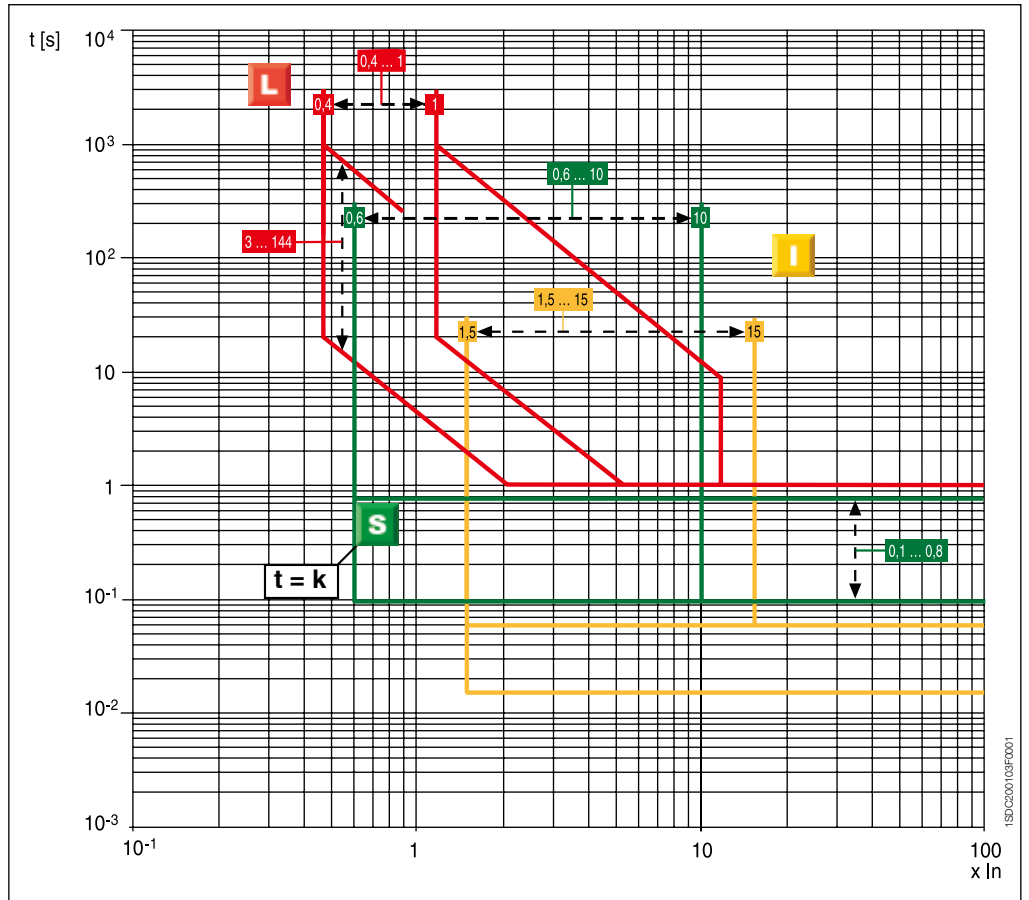 t [s]
10⁴
0,4 ... 1
L
0,4
1
10³
0,6 ... 10
0,6
10
3 ... 144
I
10²
1,5 ... 15
1,5
15
10
1
S
0,1 ... 0,8
t = k
10⁻¹
10⁻²
10⁻³
10⁻¹
1
10
100
x In
1SDC200103F0001